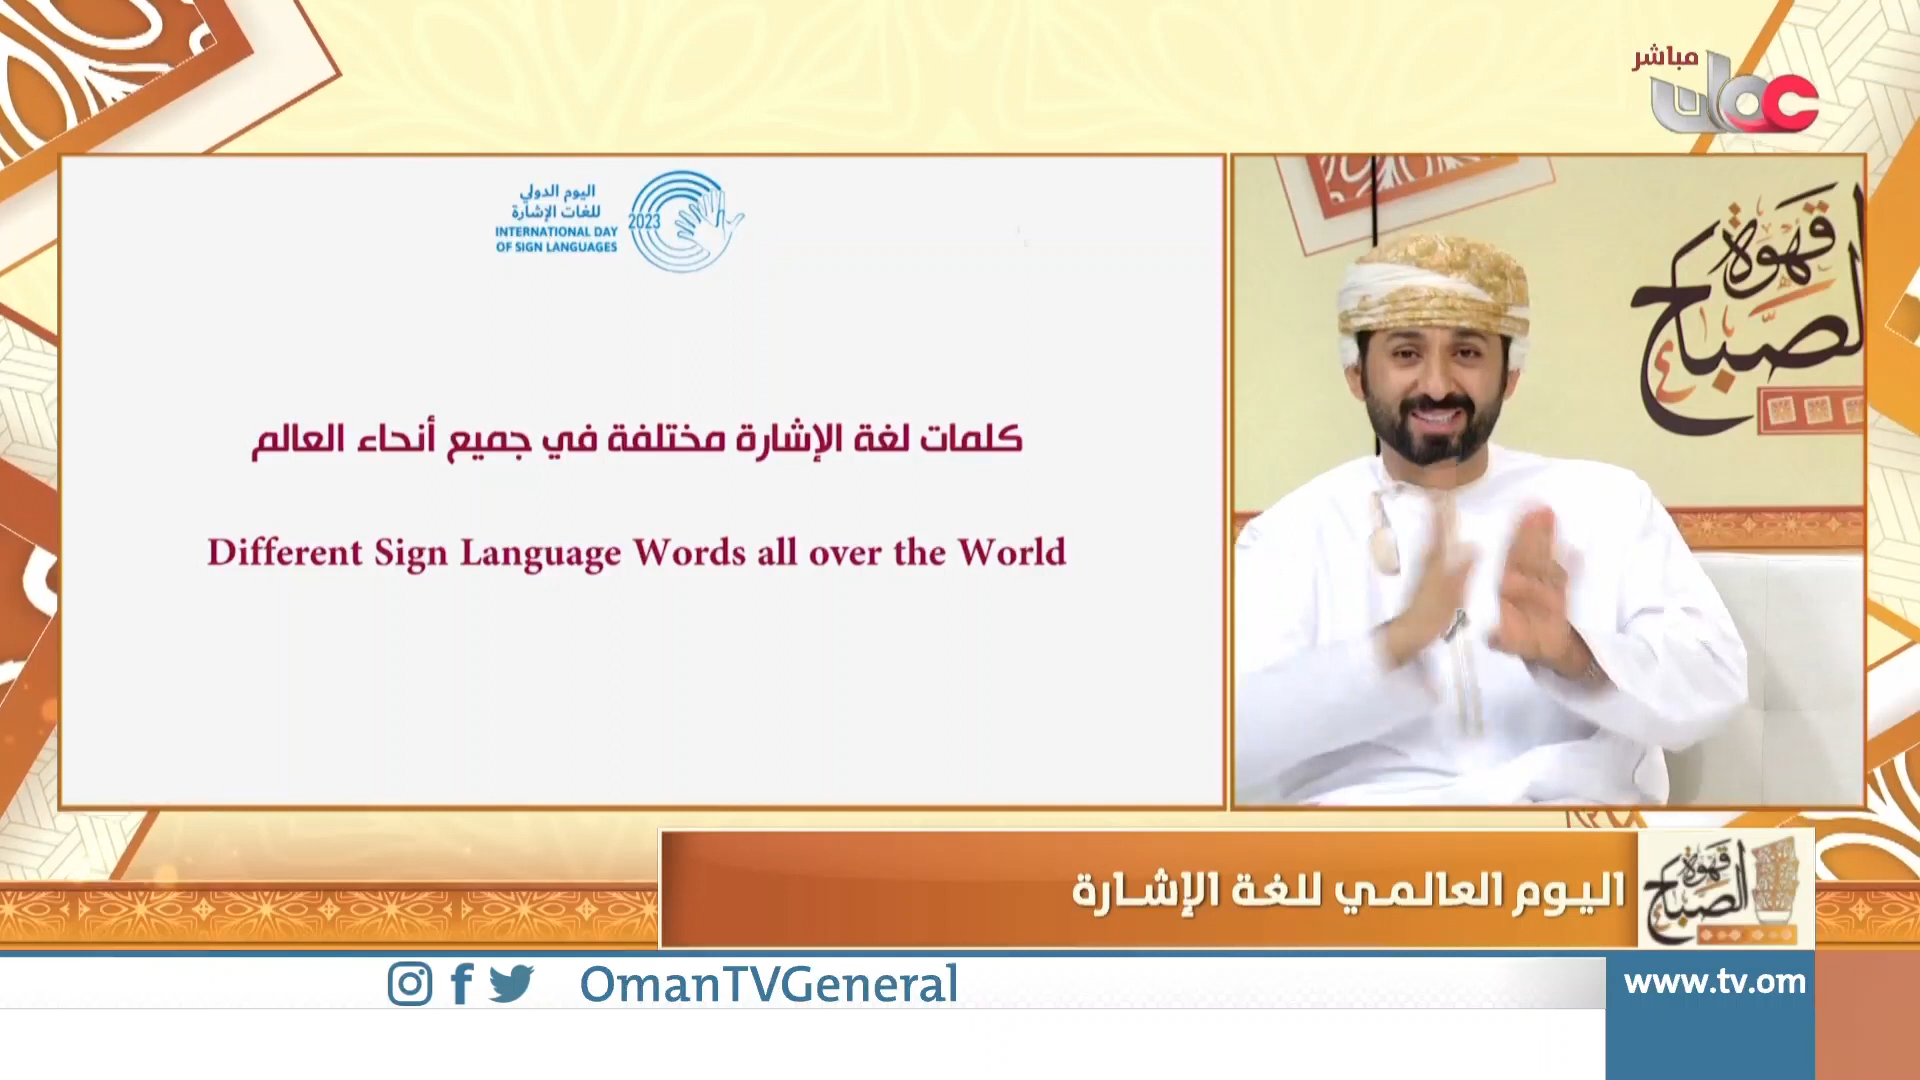 مباشر
عمان
اليوم الدولي
للغات الإشارة
INTERNATIONAL DAY
OF SIGN LANGUAGES
2023
كلمات لغة الإشارة مختلفة في جميع أنحاء العالم
Different Sign Language Words all over the World
قهوة
الصباح
اليوم العالمي للغة الإشارة
قهوة
الصباح
OmanTVGeneral
www.tv.om